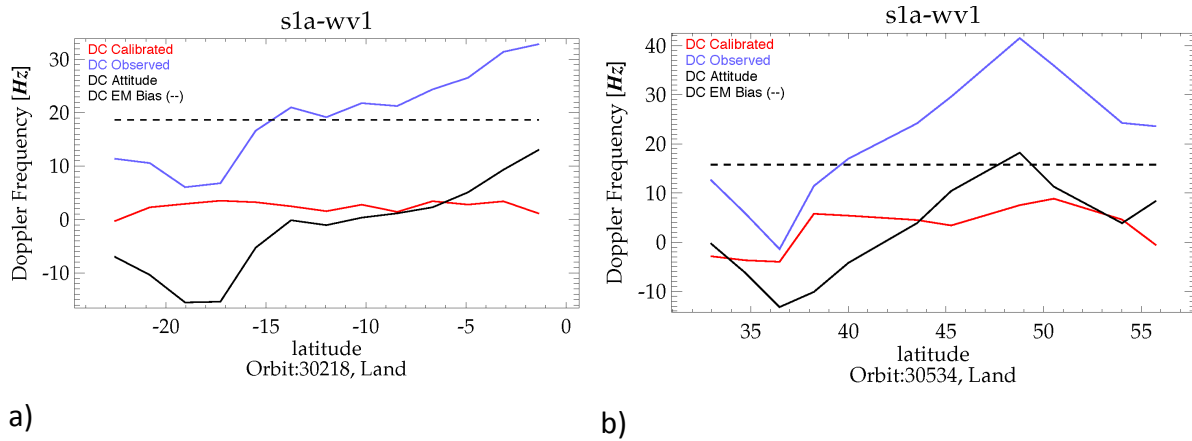 s1a-wv1
DC Calibrated
DC Observed
DC Attitude
DC EM Bias (--)
Doppler Frequency [Hz]
30
20
10
0
-10
-20
-15
-10
-5
0
latitude
Orbit:30218, Land
a)
s1a-wv1
DC Calibrated
DC Observed
DC Attitude
DC EM Bias (--)
Doppler Frequency [Hz]
40
30
20
10
0
-10
35
40
45
50
55
latitude
Orbit:30534, Land
b)